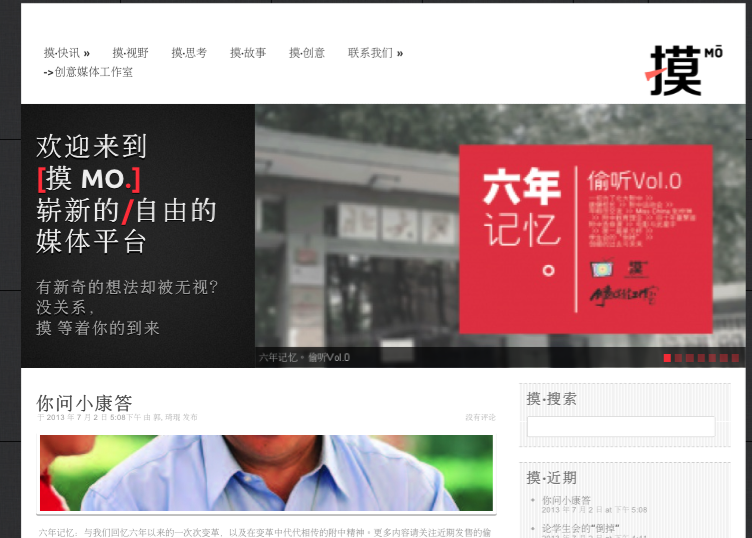 摸·快讯 » 摸·视野 摸·思考 摸·故事 摸·创意 联系我们 »
->创意媒体工作室
摸 MŌ
欢迎来到
[摸 MO.]
崭新的/自由的
媒体平台
有新奇的想法却被无视?
没关系,
摸 等着你的到来
六年
记忆
。
偷听Vol.0
六年记忆。偷听Vol.0
你问小康答
于 2013 年 7 月 2 日 5:08下午 由 郭, 琦琨 发布
没有评论
六年记忆：与我们回忆六年以来的一次次变革，以及在变革中代代相传的附中精神。更多内容请关注近期发售的偷
摸·搜索
摸·近期
你问小康答
2013 年 7 月 2 日 at 下午 5:08
论学生会的“倒掉”